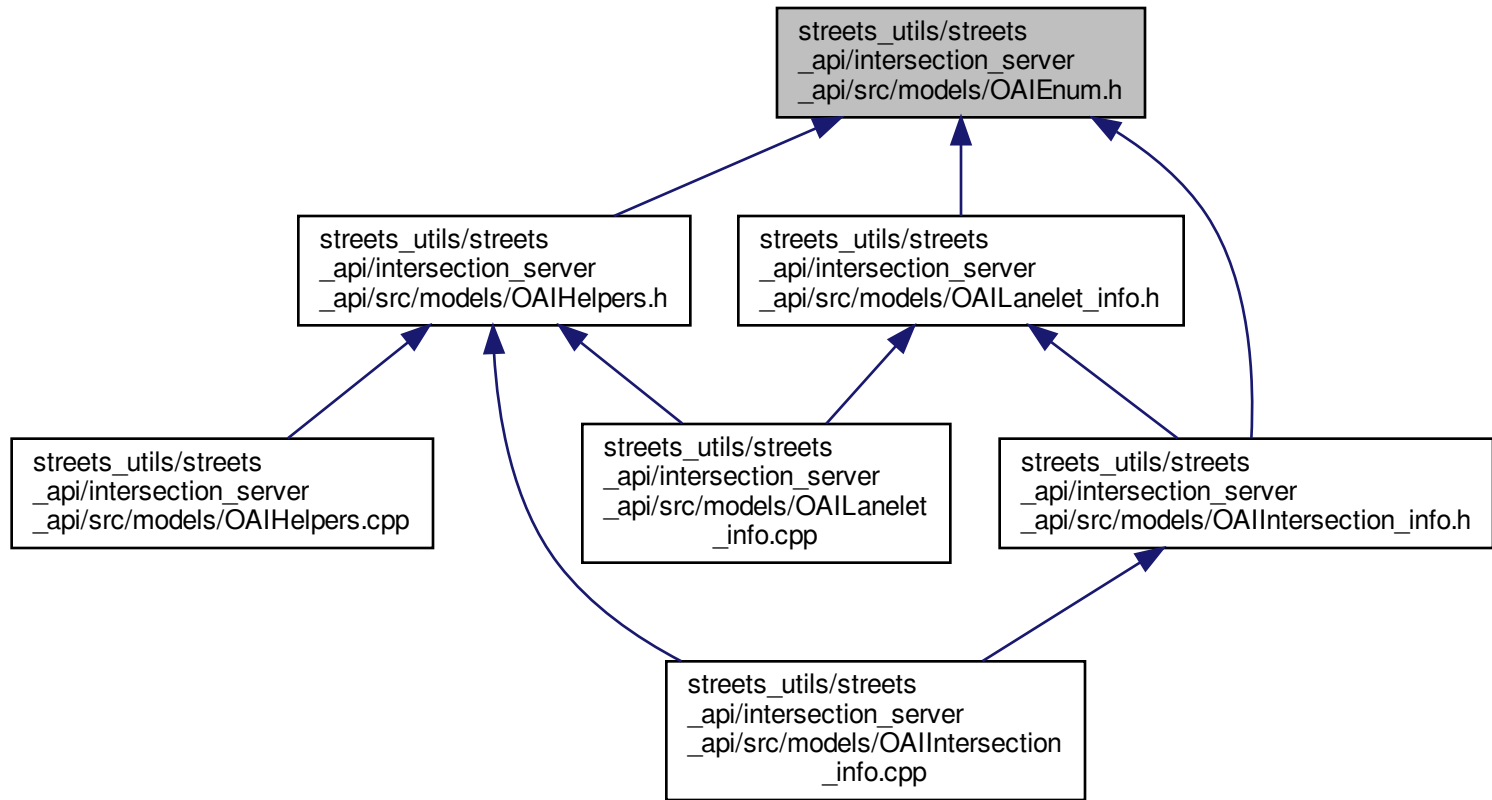 streets_utils/streets
_api/intersection_server
_api/src/models/OAIEnum.h
streets_utils/streets
_api/intersection_server
_api/src/models/OAIHelpers.h
streets_utils/streets
_api/intersection_server
_api/src/models/OAILanelet_info.h
streets_utils/streets
_api/intersection_server
_api/src/models/OAIHelpers.cpp
streets_utils/streets
_api/intersection_server
_api/src/models/OAILanelet
_info.cpp
streets_utils/streets
_api/intersection_server
_api/src/models/OAIIntersection_info.h
streets_utils/streets
_api/intersection_server
_api/src/models/OAIIntersection
_info.cpp